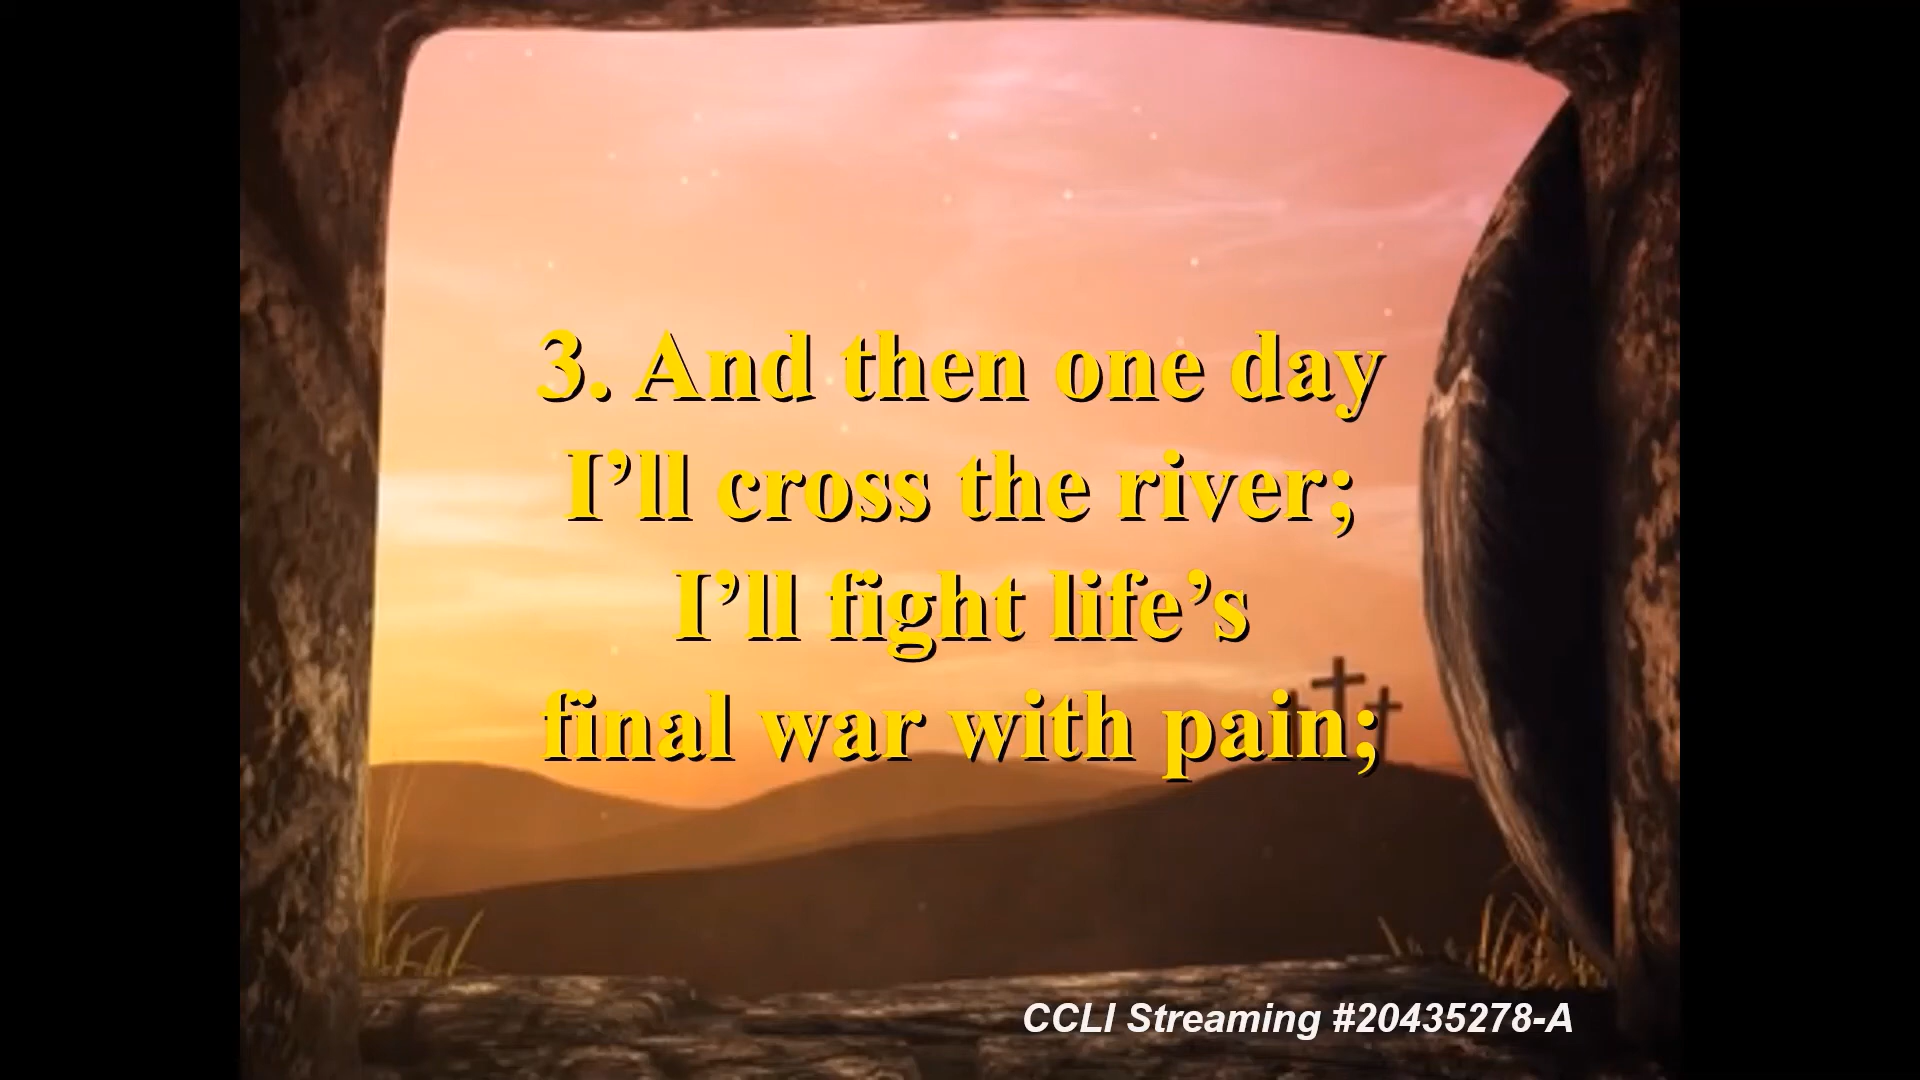 3. And then one day
I’ll cross the river;
I’ll fight life’s
final war with pain;
CCLI Streaming #20435278-A